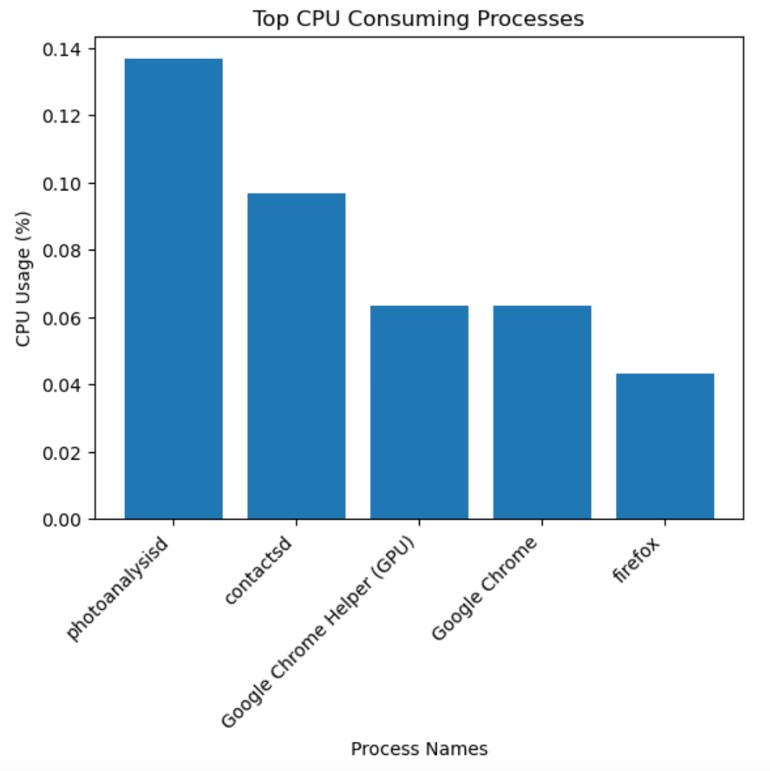 Top CPU Consuming Processes
0.14
0.12
0.10
0.08
0.06
0.04
0.02
0.00
CPU Usage (%)
photoanalysisd
contactsd
Google Chrome Helper (GPU)
Google Chrome
firefox
Process Names